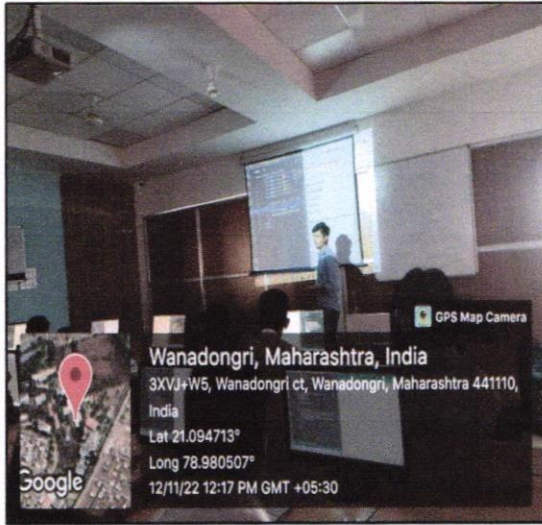 GPS Map Camera
Wanadongri, Maharashtra, India
3XVJ+W5, Wanadongri ct, Wanadongri, Maharashtra 441110,
India
Lat 21.094713°
Long 78.980507°
12/11/22 12:17 PM GMT +05:30
Google